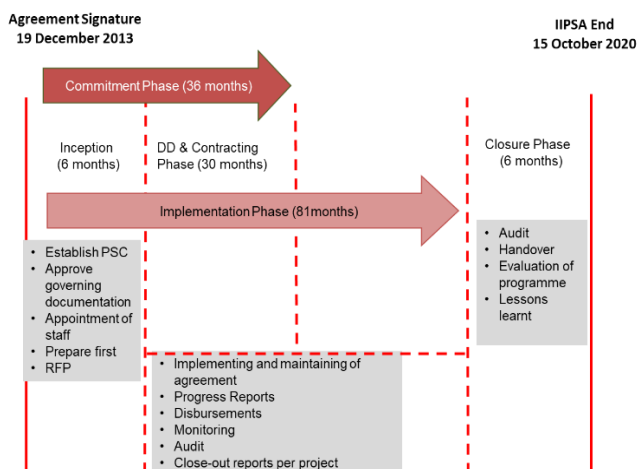 Agreement Signature
19 December 2013
IIPSA End
15 October 2020
Commitment Phase (36 months)
Inception
(6 months)
DD & Contracting
Phase (30 months)
Closure Phase
(6 months)
Implementation Phase (81months)
• Establish PSC
• Approve
governing
documentation
• Appointment of
staff
• Prepare first
• RFP
• Audit
• Handover
• Evaluation of
programme
• Lessons
learnt
• Implementing and maintaining of
agreement
• Progress Reports
• Disbursements
• Monitoring
• Audit
• Close-out reports per project